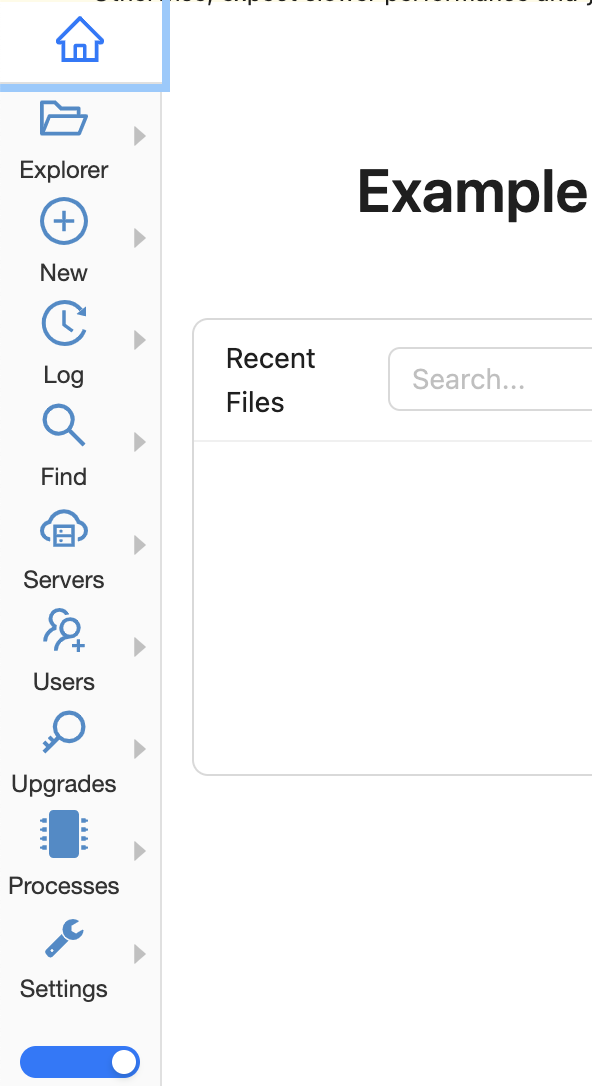 Explorer
New
Log
Find
Servers
Users
Upgrades
Processes
Settings
Example
Recent
Files
Search...